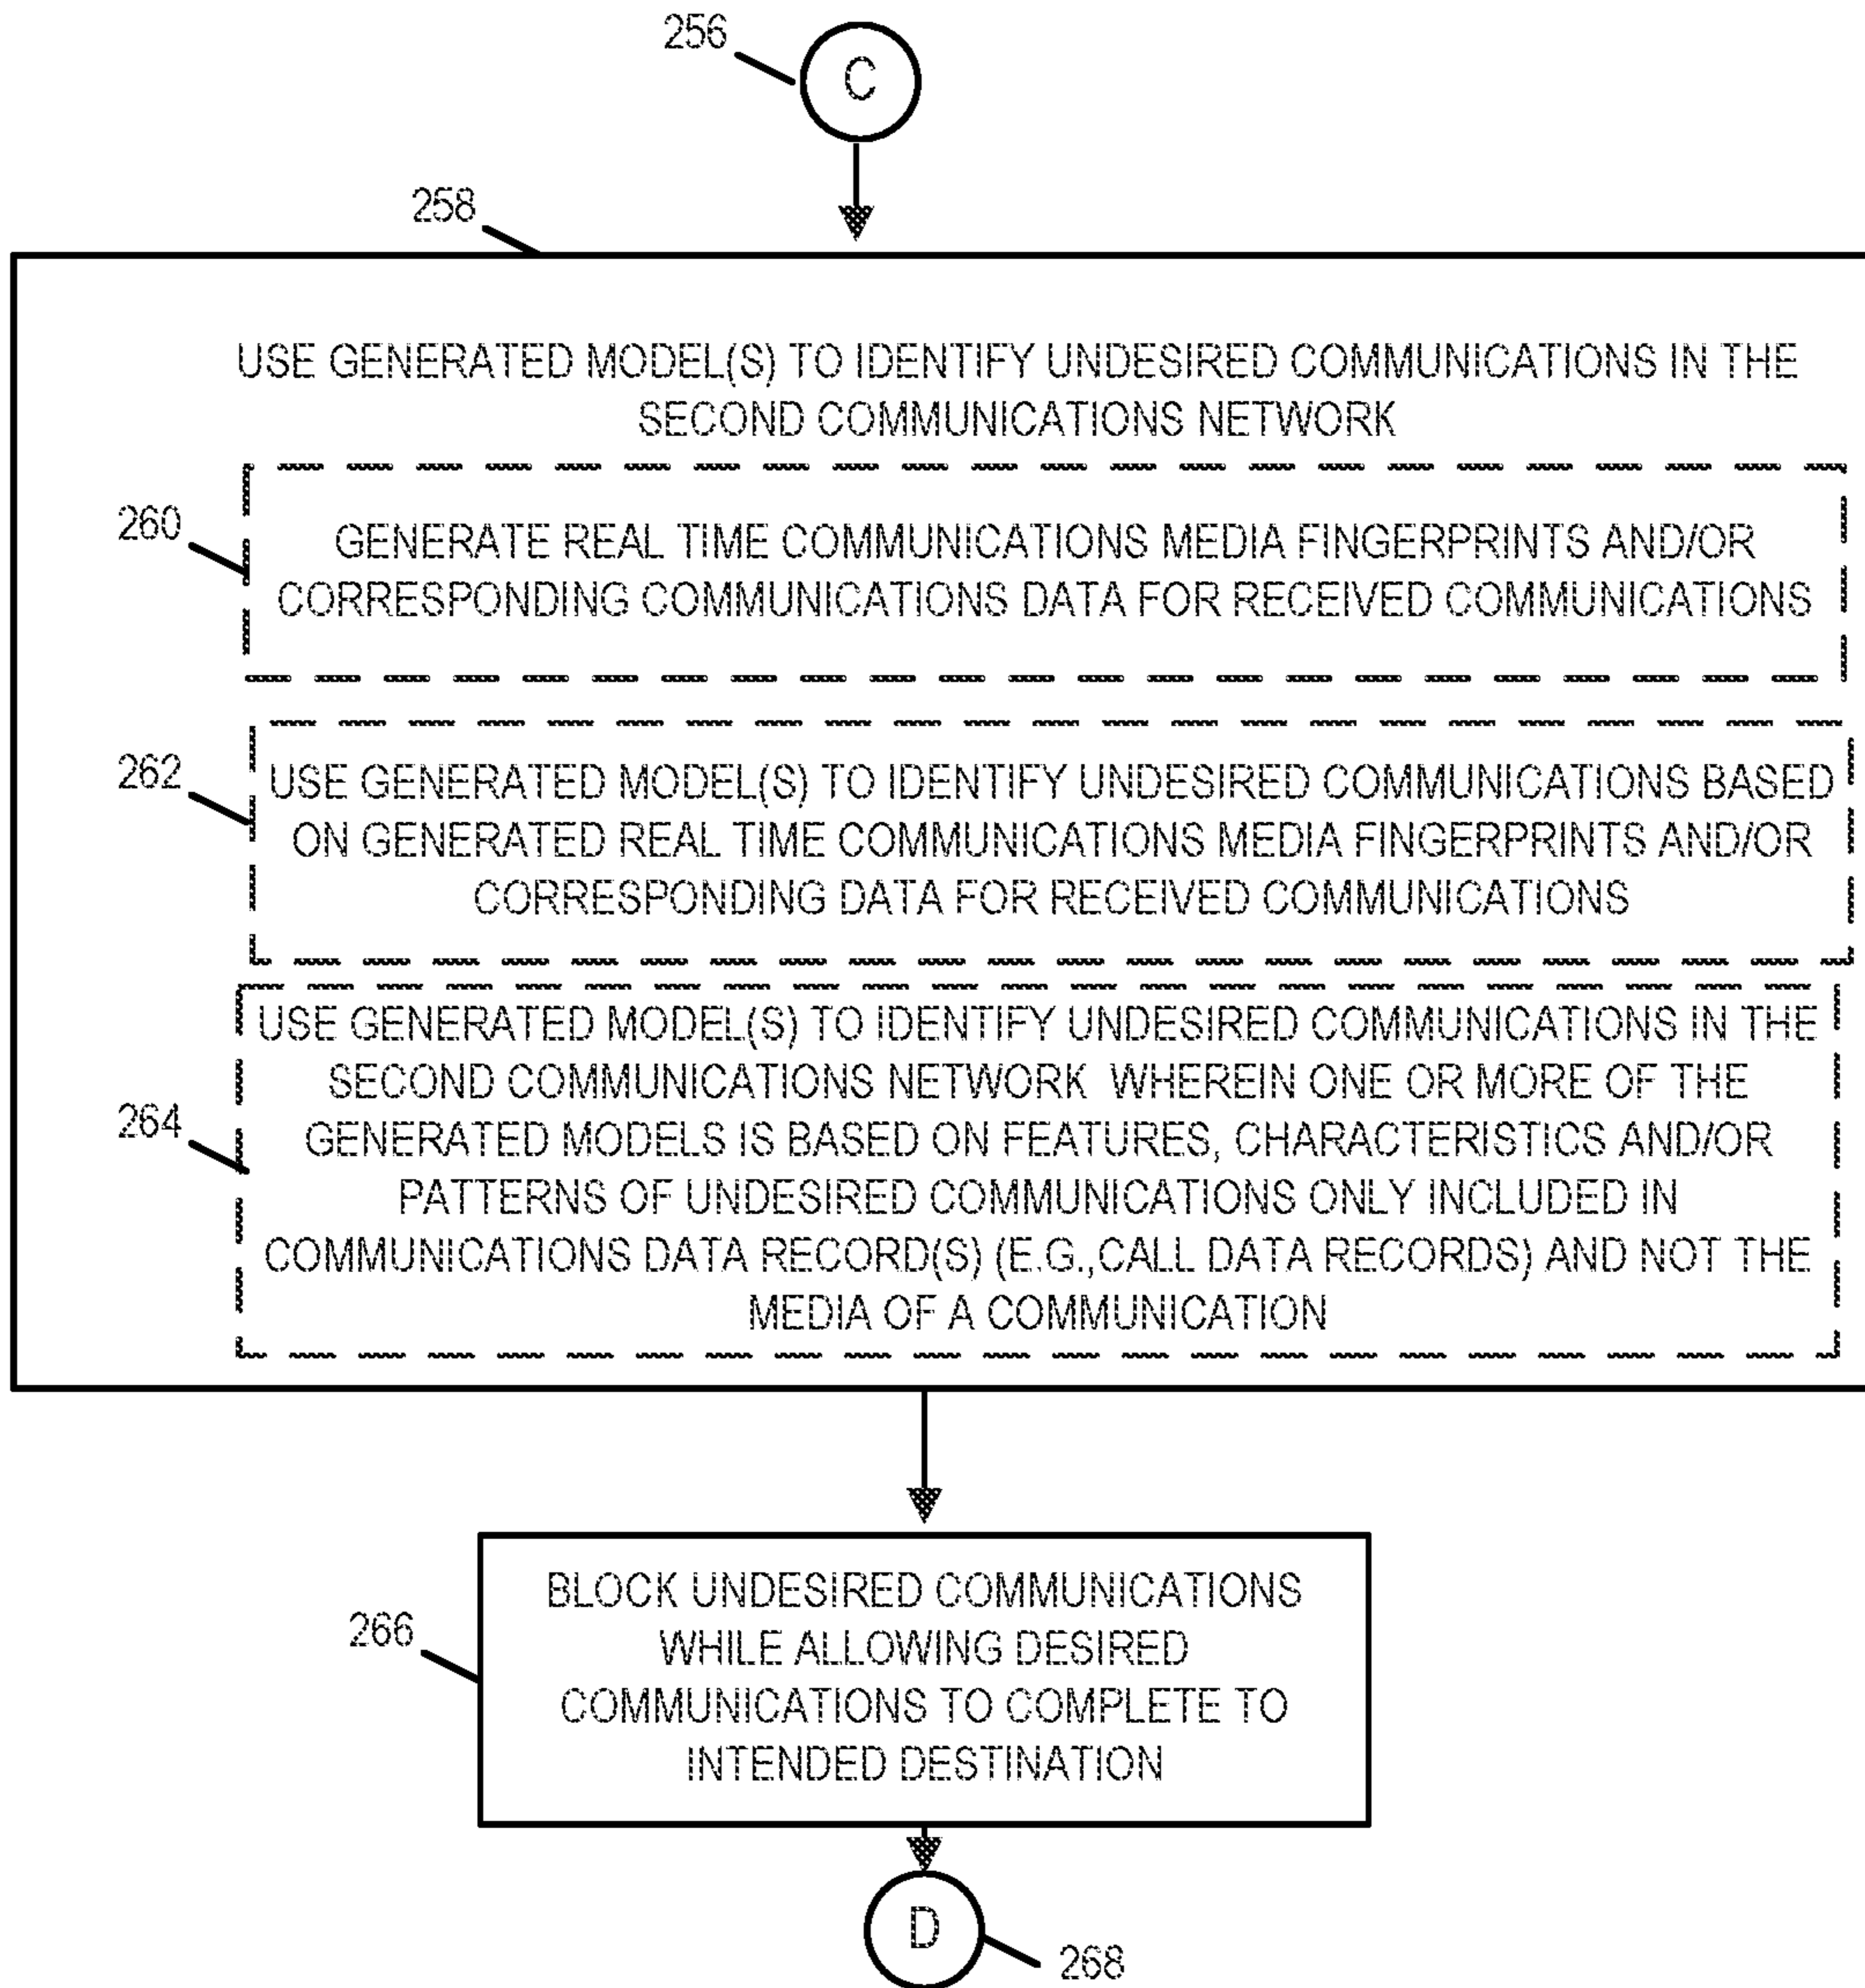 256
C
258
USE GENERATED MODEL(S) TO IDENTIFY UNDESIRED COMMUNICATIONS IN THE
SECOND COMMUNICATIONS NETWORK
260
GENERATE REAL TIME COMMUNICATIONS MEDIA FINGERPRINTS AND/OR
CORRESPONDING COMMUNICATIONS DATA FOR RECEIVED COMMUNICATIONS
262
USE GENERATED MODEL(S) TO IDENTIFY UNDESIRED COMMUNICATIONS BASED
ON GENERATED REAL TIME COMMUNICATIONS MEDIA FINGERPRINTS AND/OR
CORRESPONDING DATA FOR RECEIVED COMMUNICATIONS
264
USE GENERATED MODEL(S) TO IDENTIFY UNDESIRED COMMUNICATIONS IN THE
SECOND COMMUNICATIONS NETWORK WHEREIN ONE OR MORE OF THE
GENERATED MODELS IS BASED ON FEATURES, CHARACTERISTICS AND/OR
PATTERNS OF UNDESIRED COMMUNICATIONS ONLY INCLUDED IN
COMMUNICATIONS DATA RECORD(S) (E.G.,CALL DATA RECORDS) AND NOT THE
MEDIA OF A COMMUNICATION
266
BLOCK UNDESIRED COMMUNICATIONS
WHILE ALLOWING DESIRED
COMMUNICATIONS TO COMPLETE TO
INTENDED DESTINATION
D
268